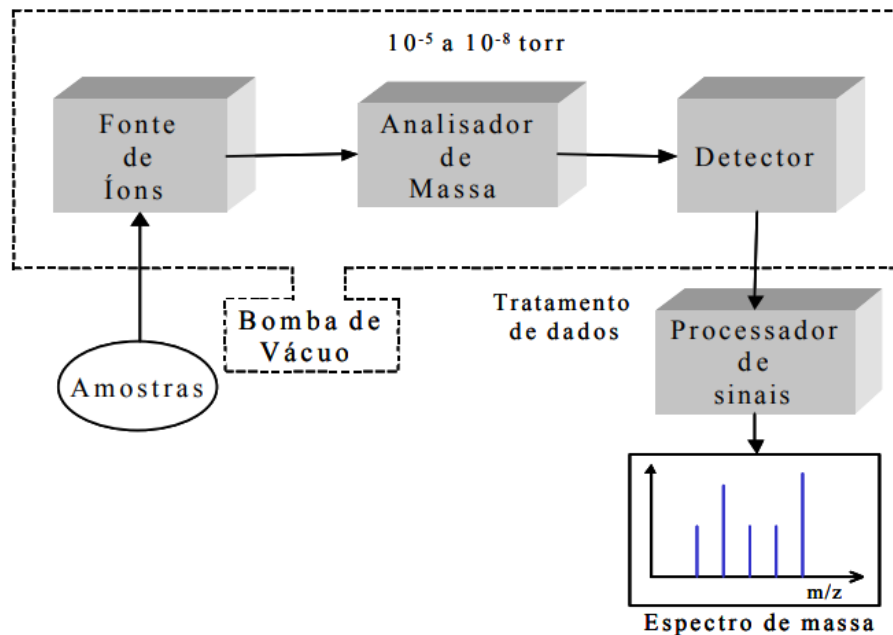 10⁻⁵ a 10⁻⁸ torr
Fonte
de
Íons
Analisador
de
Massa
Detector
Amostras
Bomba de
Vácuo
Tratamento
de dados
Processador
de
sinais
m/z
Espectro de massa